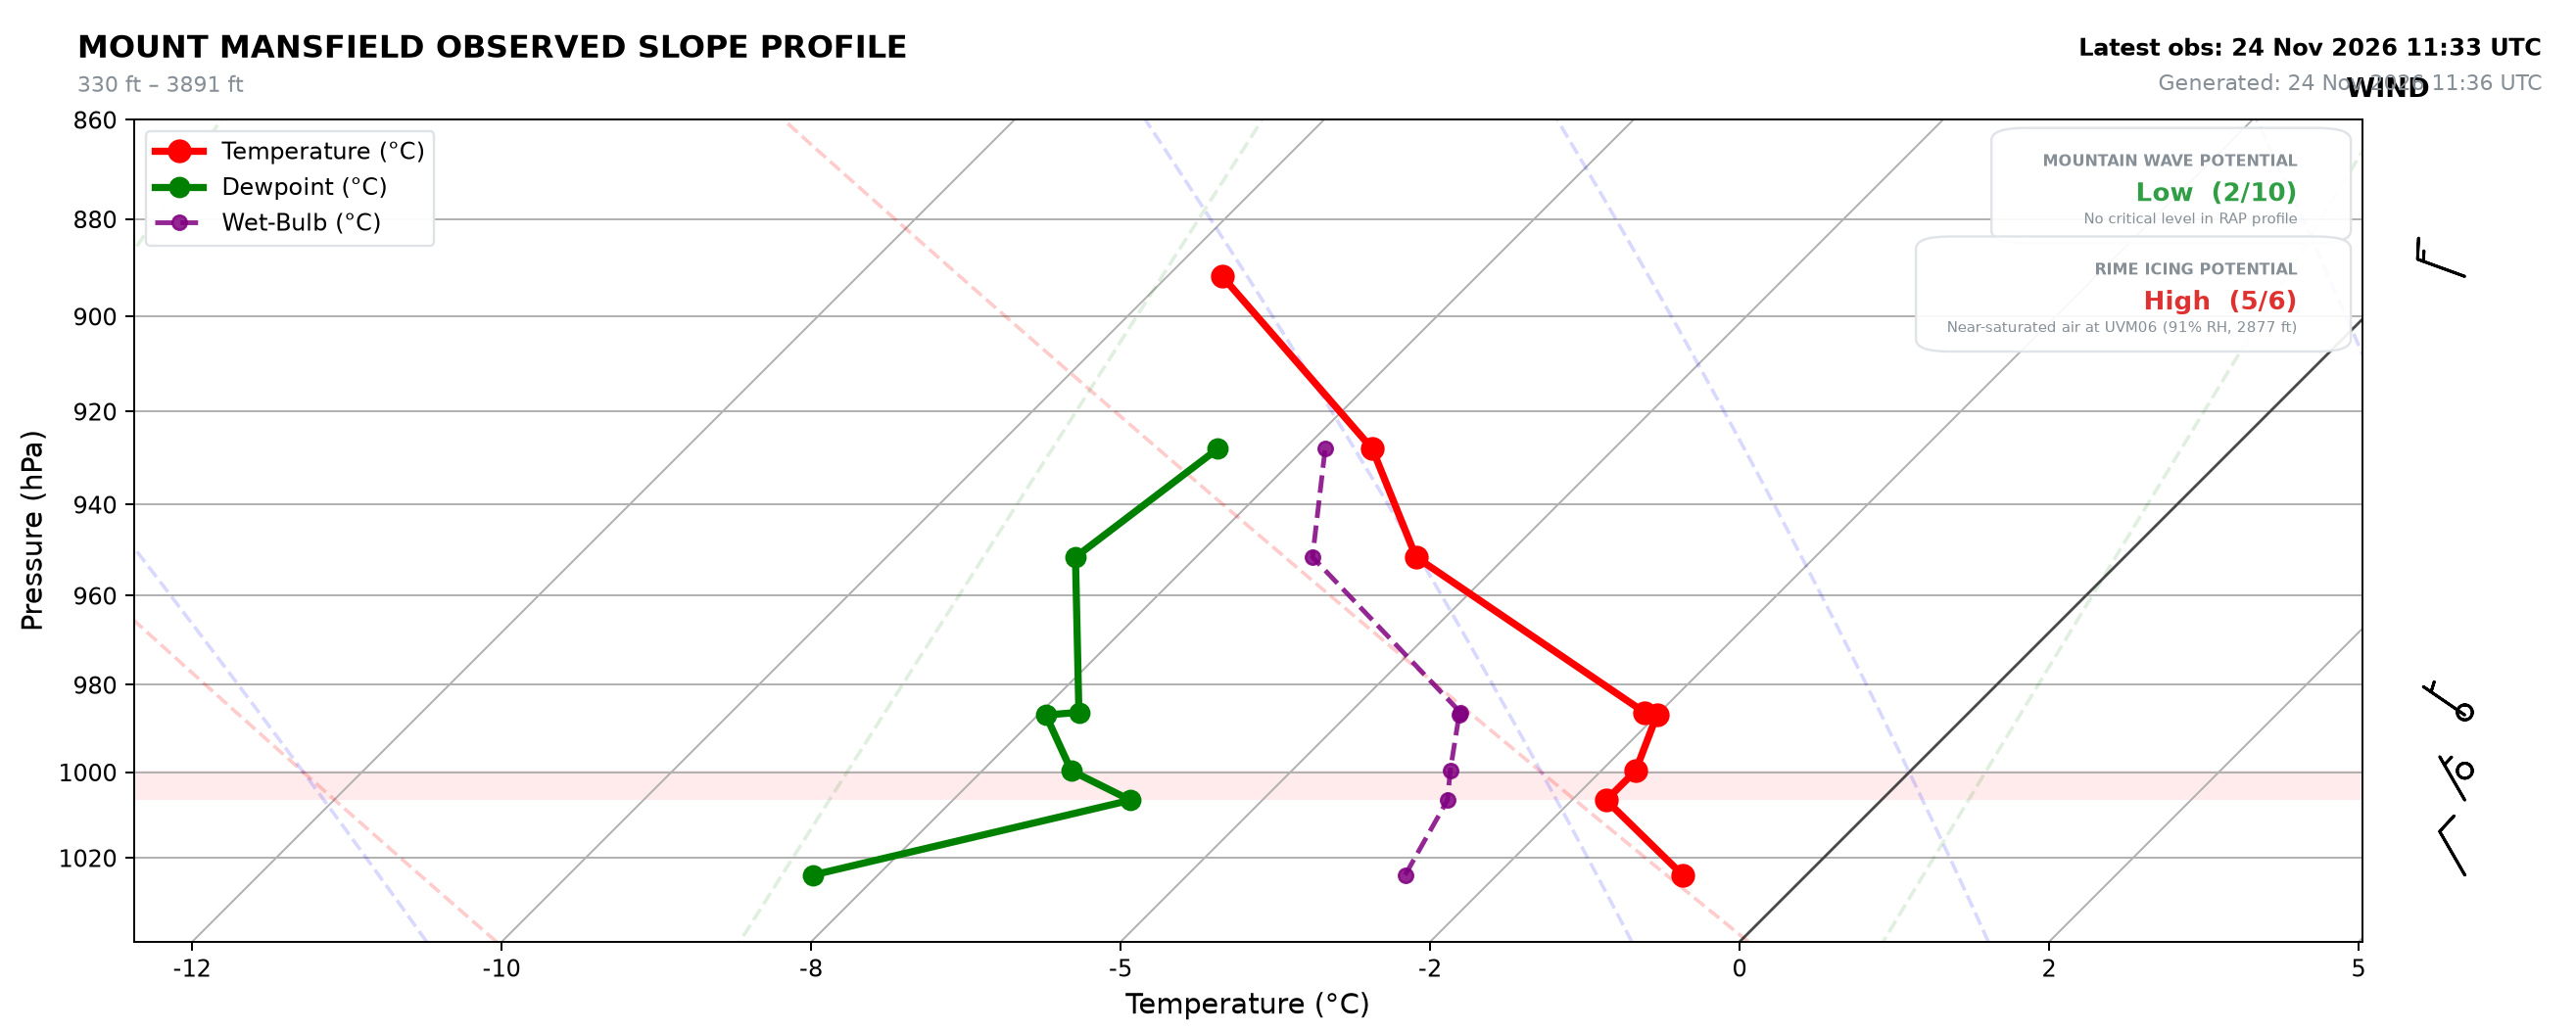 MOUNT MANSFIELD OBSERVED SLOPE PROFILE
330 ft – 3891 ft
Latest obs: 24 Nov 2026 11:33 UTC
Generated: 24 Nov 2026 11:36 UTC
WIND
Temperature (°C)
Dewpoint (°C)
Wet-Bulb (°C)
MOUNTAIN WAVE POTENTIAL
Low (2/10)
No critical level in RAP profile
RIME ICING POTENTIAL
High (5/6)
Near-saturated air at UVM06 (91% RH, 2877 ft)
Pressure (hPa)
860
880
900
920
940
960
980
1000
1020
-12 -10 -8 -5 -2 0 2 5
Temperature (°C)